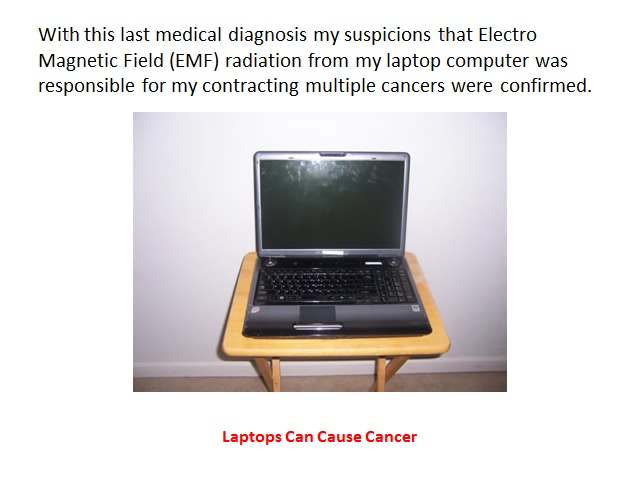 With this last medical diagnosis my suspicions that Electro
Magnetic Field (EMF) radiation from my laptop computer was
responsible for my contracting multiple cancers were confirmed.
Laptops Can Cause Cancer